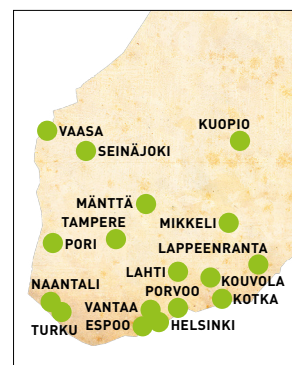 KUOPIO
VAASA
SEINÄJOKI
MÄNTTÄ
TAMPERE
MIKKELI
PORI
LAPPEENRANTA
LAHTI
KOUVOLA
NAANTALI
PORVOO
KOTKA
VANTAA
TURKU
ESPOO
HELSINKI